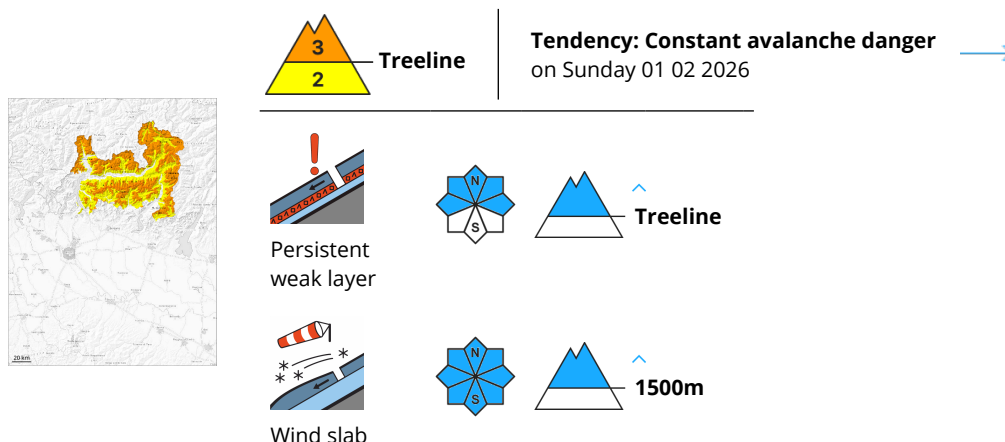 3
2
Treeline
Tendency: Constant avalanche danger
on Sunday 01 02 2026
20 km
N
S
Treeline
Persistent
weak layer
N
S
1500m
Wind slab